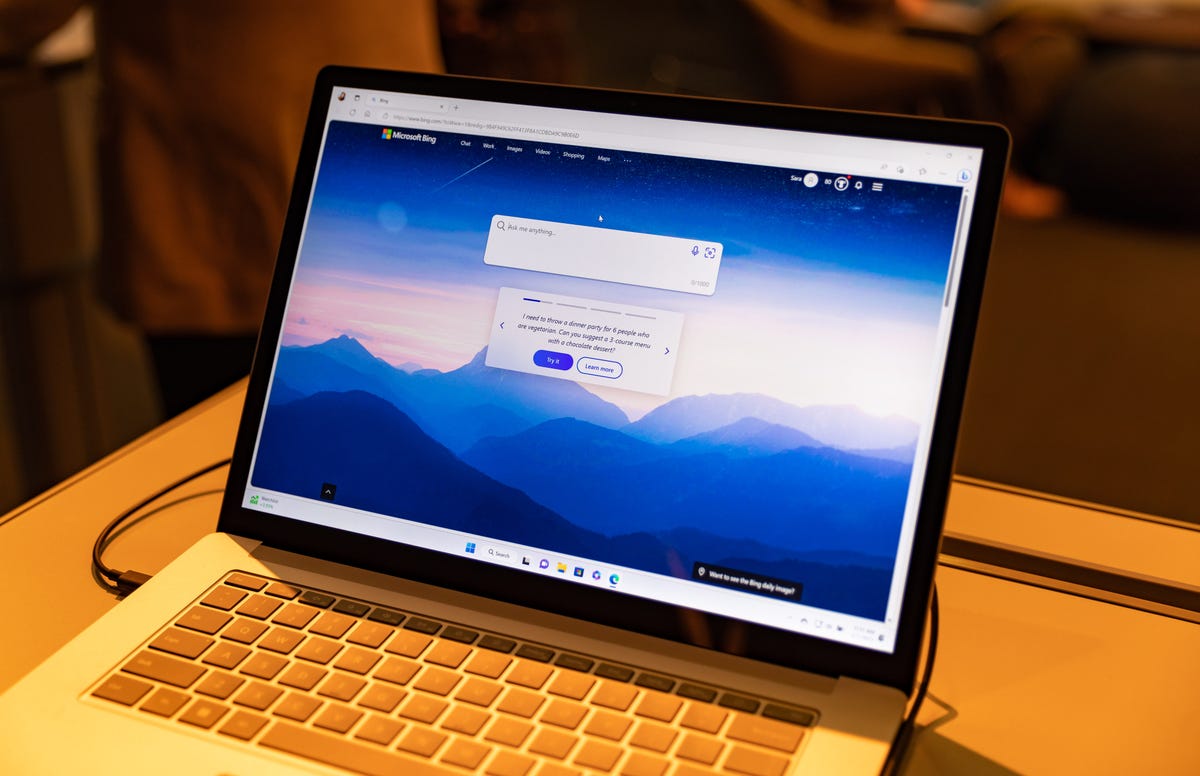 Bing
Microsoft Bing
Chat Work Images Videos Shopping Maps ...
Sara 80
Ask me anything...
0/1000
I need to throw a dinner party for 6 people who
are vegetarian. Can you suggest a 3-course menu
with a chocolate dessert?
Try it Learn more
Watchlist
Want to see the Bing daily image?
Search